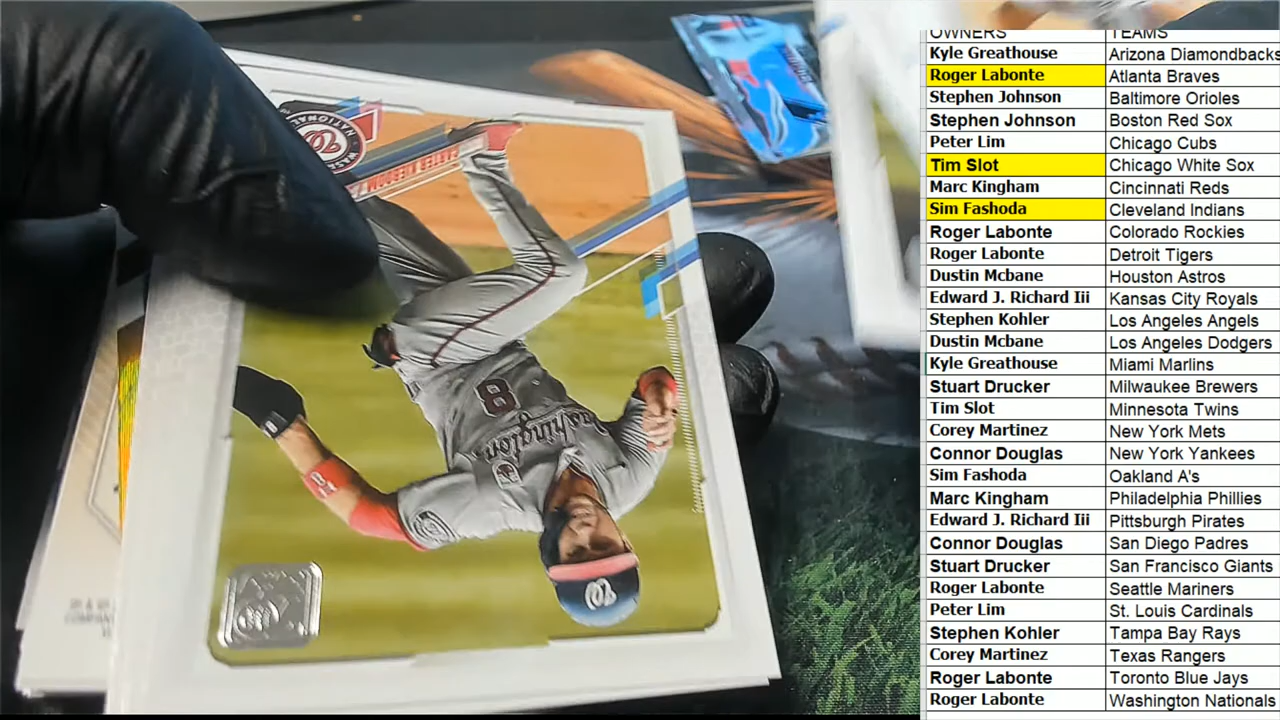 OWNERS TEAMS
Kyle Greathouse Arizona Diamondbacks
Roger Labonte Atlanta Braves
Stephen Johnson Baltimore Orioles
Stephen Johnson Boston Red Sox
Peter Lim Chicago Cubs
Tim Slot Chicago White Sox
Marc Kingham Cincinnati Reds
Sim Fashoda Cleveland Indians
Roger Labonte Colorado Rockies
Roger Labonte Detroit Tigers
Dustin Mcbane Houston Astros
Edward J. Richard Iii Kansas City Royals
Stephen Kohler Los Angeles Angels
Dustin Mcbane Los Angeles Dodgers
Kyle Greathouse Miami Marlins
Stuart Drucker Milwaukee Brewers
Tim Slot Minnesota Twins
Corey Martinez New York Mets
Connor Douglas New York Yankees
Sim Fashoda Oakland A's
Marc Kingham Philadelphia Phillies
Edward J. Richard Iii Pittsburgh Pirates
Connor Douglas San Diego Padres
Stuart Drucker San Francisco Giants
Roger Labonte Seattle Mariners
Peter Lim St. Louis Cardinals
Stephen Kohler Tampa Bay Rays
Corey Martinez Texas Rangers
Roger Labonte Toronto Blue Jays
Roger Labonte Washington Nationals
CARTER KIEBOOM
NATIONALS
8
Washington
W